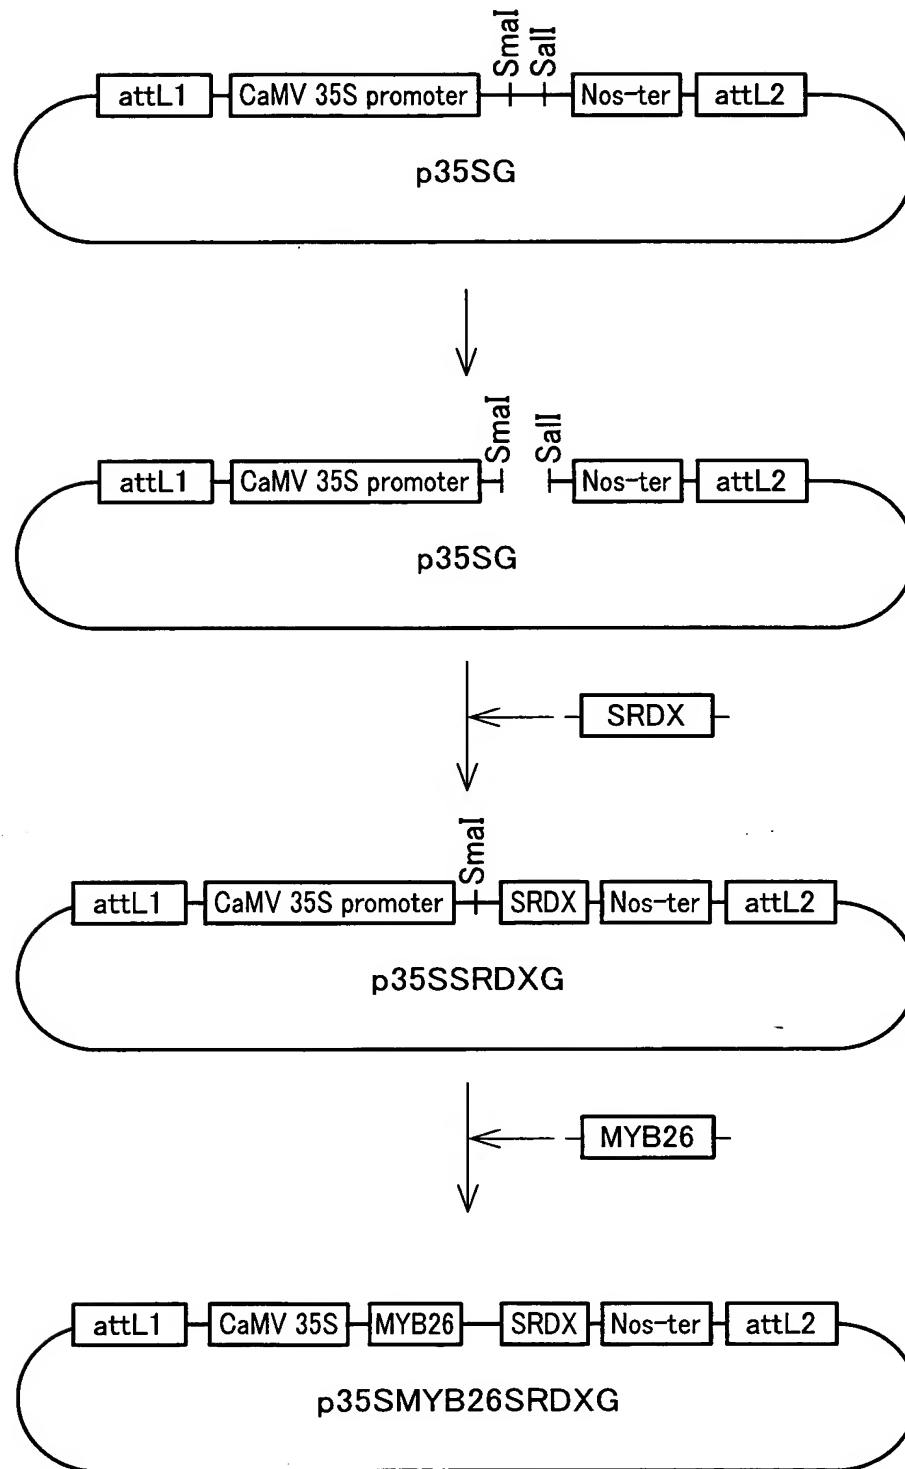 SmaI
SalI
attL1
CaMV 35S promoter
Nos-ter
attL2
p35SG
SmaI
SalI
attL1
CaMV 35S promoter
Nos-ter
attL2
p35SG
SRDX
SmaI
attL1
CaMV 35S promoter
SRDX
Nos-ter
attL2
p35SSRDXG
MYB26
attL1
CaMV 35S
MYB26
SRDX
Nos-ter
attL2
p35SMYB26SRDXG